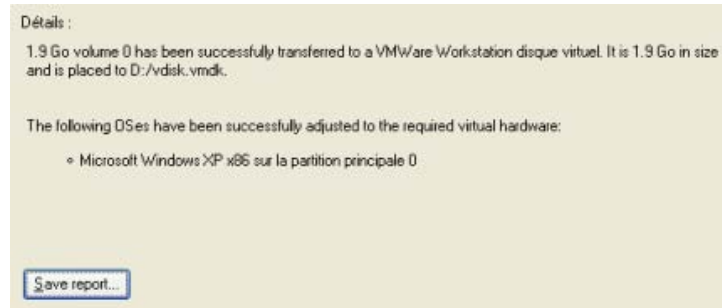 Détails :
1.9 Go volume 0 has been successfully transferred to a VMWare Workstation disque virtuel. It is 1.9 Go in size
and is placed to D:/vdisk.vmdk.
The following OSes have been successfully adjusted to the required virtual hardware:
• Microsoft Windows XP x86 sur la partition principale 0
Save report...